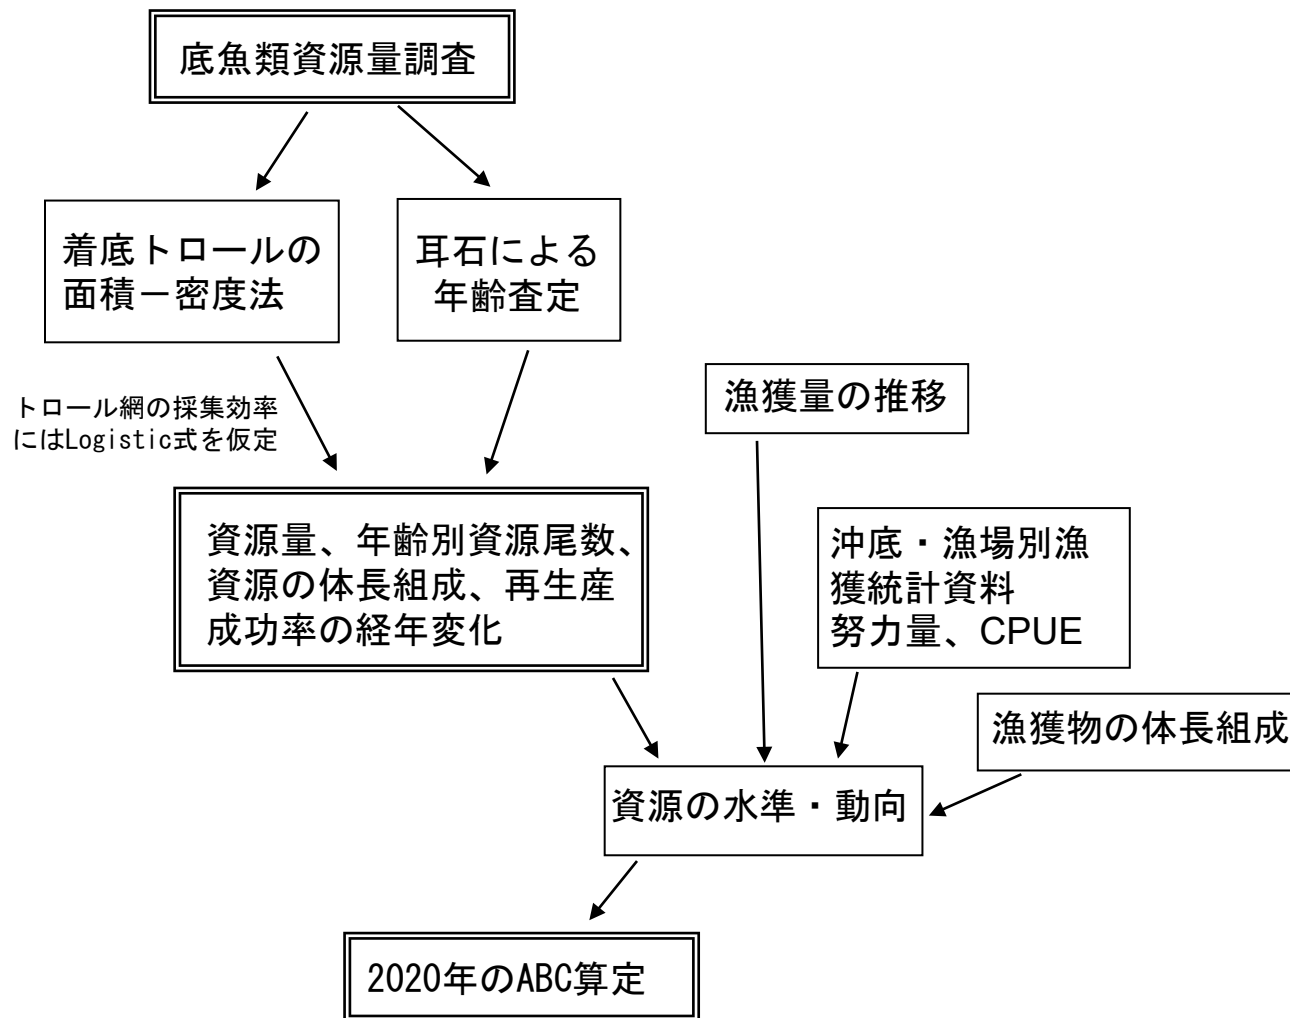 底魚類資源量調査
着底トロールの
面積－密度法
耳石による
年齢査定
トロール網の採集効率
にはLogistic式を仮定
漁獲量の推移
資源量、年齢別資源尾数、
資源の体長組成、再生産
成功率の経年変化
沖底・漁場別漁
獲統計資料
努力量、CPUE
漁獲物の体長組成
資源の水準・動向
2020年のABC算定